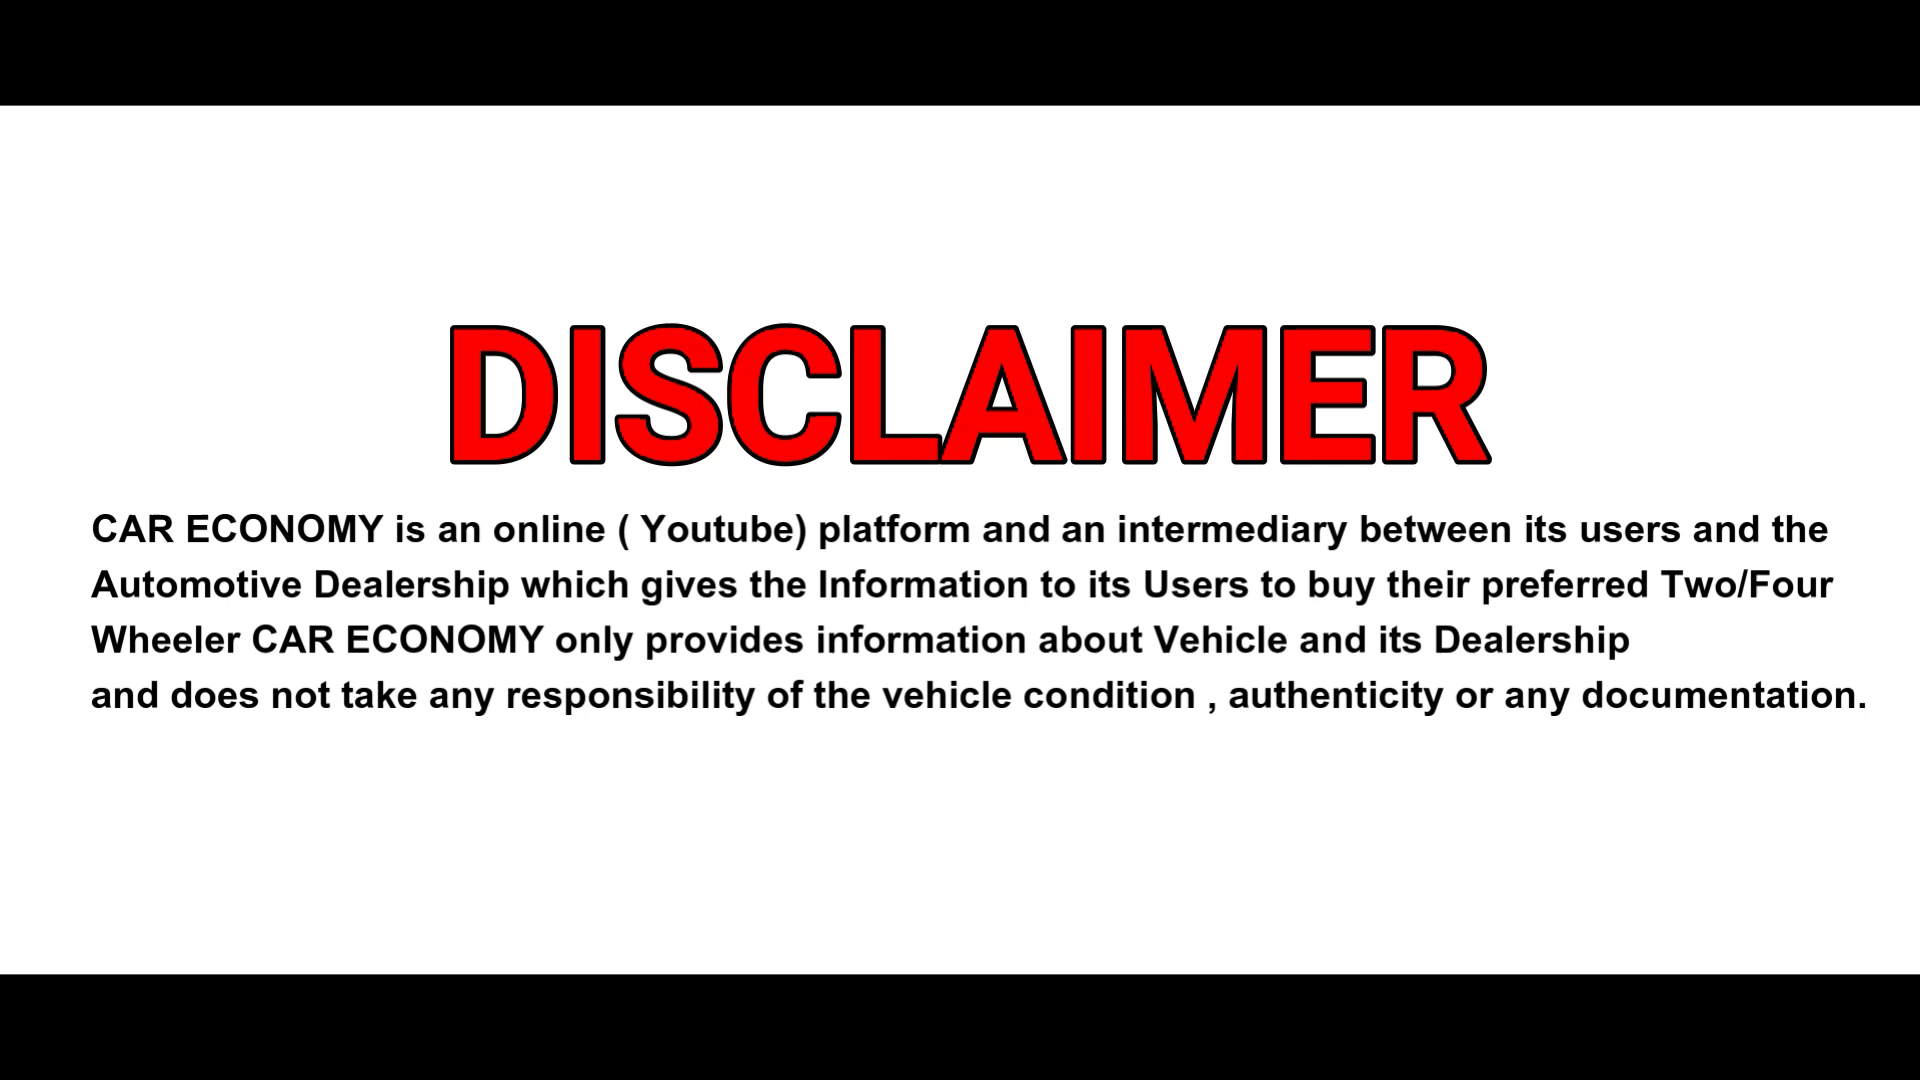 DISCLAIMER
CAR ECONOMY is an online ( Youtube) platform and an intermediary between its users and the
Automotive Dealership which gives the Information to its Users to buy their preferred Two/Four
Wheeler CAR ECONOMY only provides information about Vehicle and its Dealership
and does not take any responsibility of the vehicle condition , authenticity or any documentation.